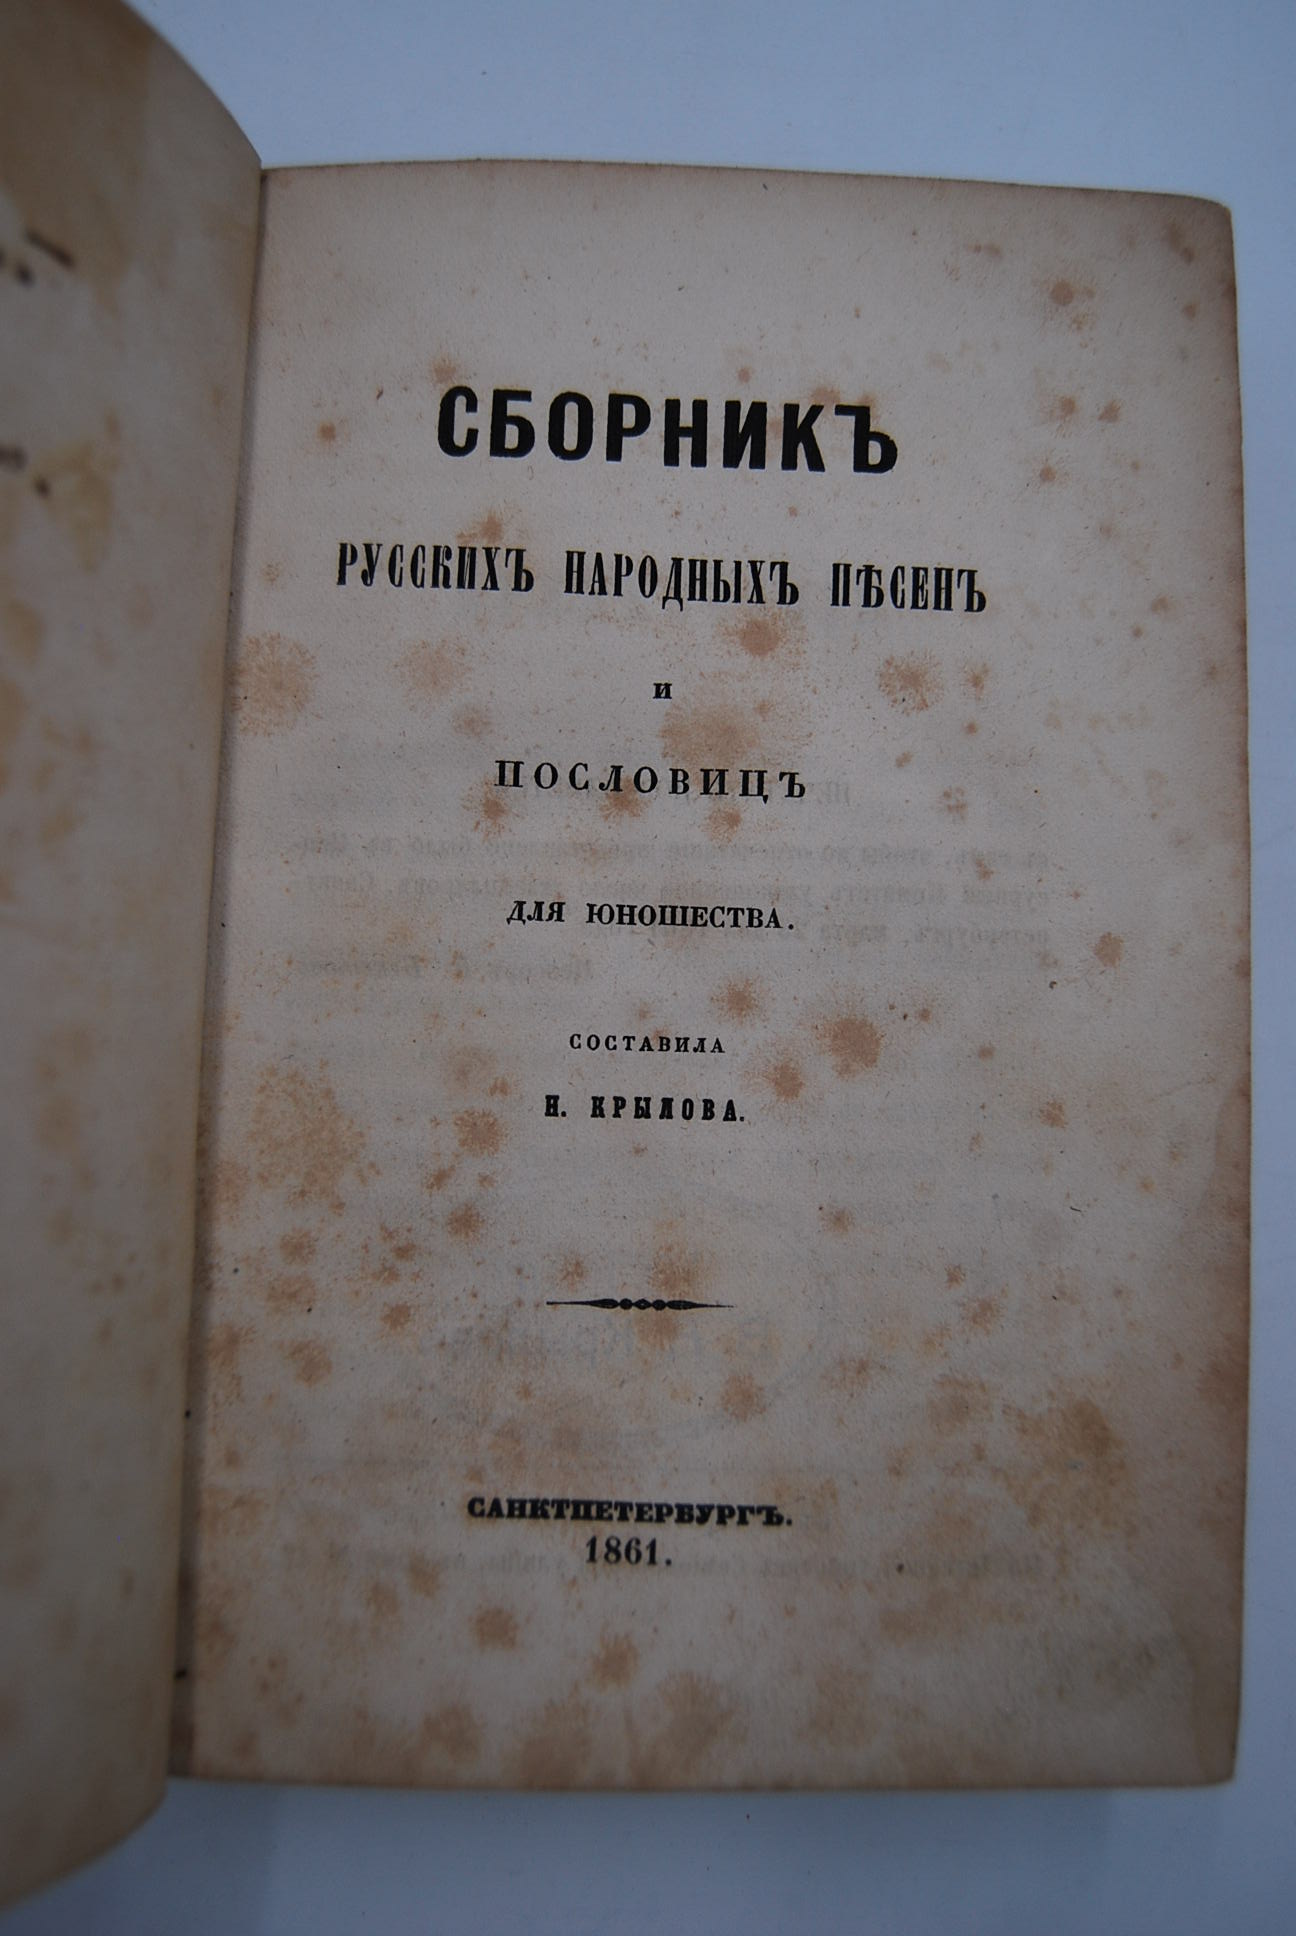 СБОРНИКЪ
РУССКИХЪ НАРОДНЫХЪ ПѢСЕНЪ
И
ПОСЛОВИЦЪ
ДЛЯ ЮНОШЕСТВА.
СОСТАВИЛА
Н. КРЫЛОВА.
САНКТПЕТЕРБУРГЪ.
1861.